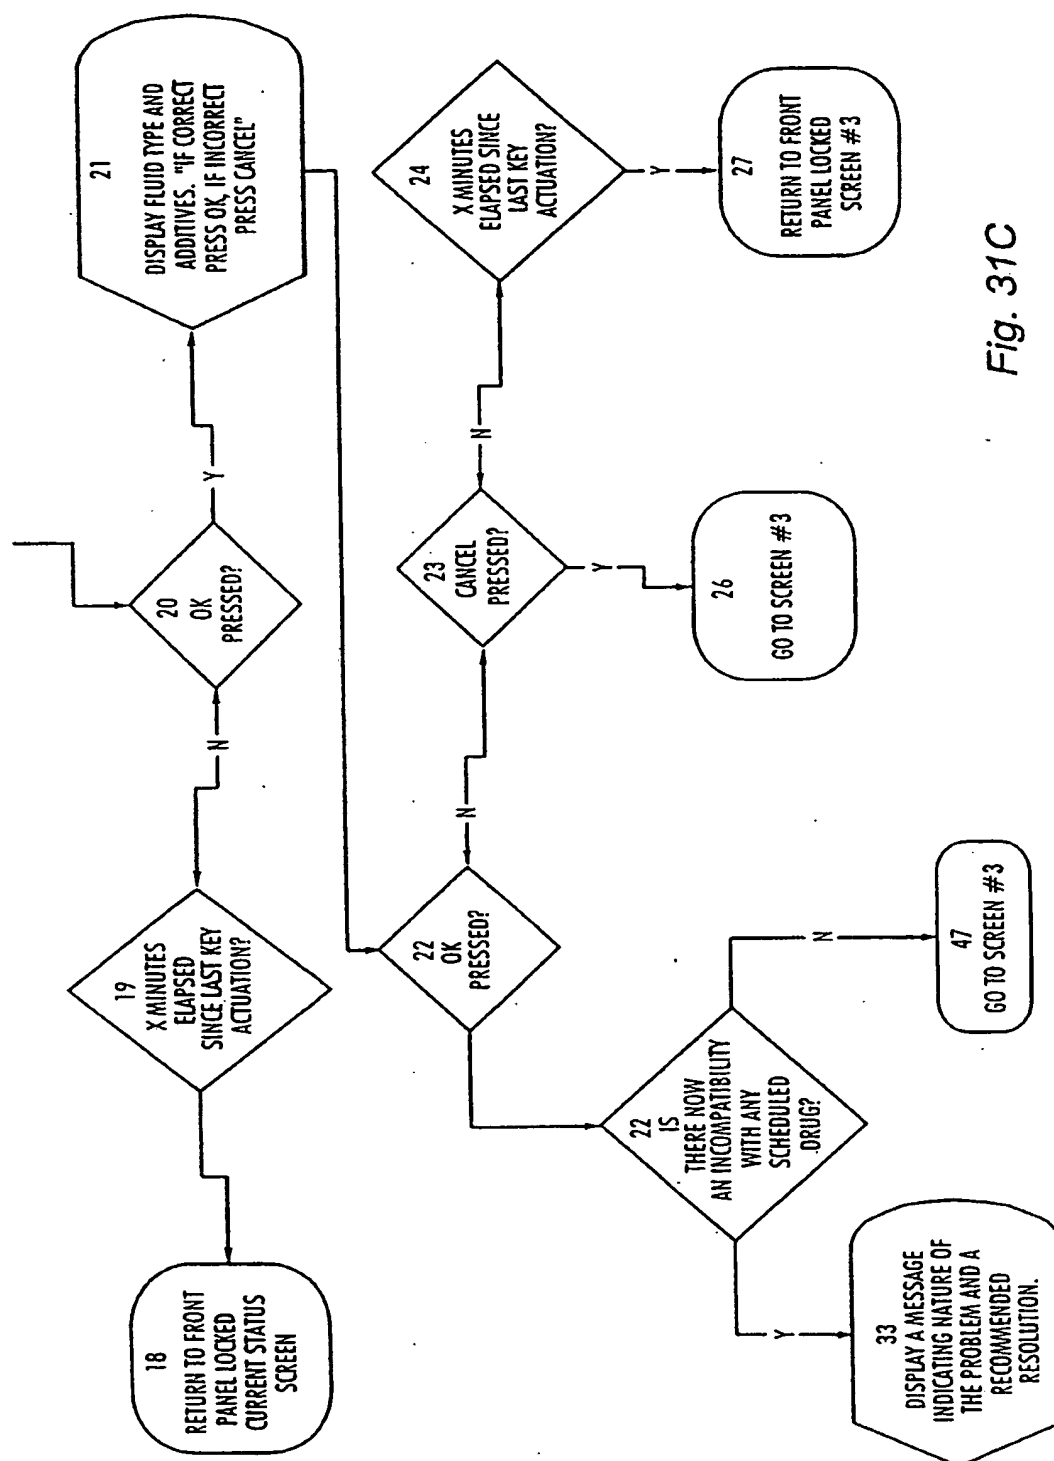 18
RETURN TO FRONT
PANEL LOCKED
CURRENT STATUS
SCREEN
19
X MINUTES
ELAPSED
SINCE LAST KEY
ACTUATION?
N
20
OK
PRESSED?
Y
21
DISPLAY FLUID TYPE AND
ADDITIVES. "IF CORRECT
PRESS OK, IF INCORRECT
PRESS CANCEL"
22
OK
PRESSED?
N
23
CANCEL
PRESSED?
N
24
X MINUTES
ELAPSED SINCE
LAST KEY
ACTUATION?
Y
27
RETURN TO FRONT
PANEL LOCKED
SCREEN #3
Y
26
GO TO SCREEN #3
22
IS
THERE NOW
AN INCOMPATIBILITY
WITH ANY
SCHEDULED
DRUG?
N
47
GO TO SCREEN #3
Y
33
DISPLAY A MESSAGE
INDICATING NATURE OF
THE PROBLEM AND A
RECOMMENDED
RESOLUTION.
Fig. 31C